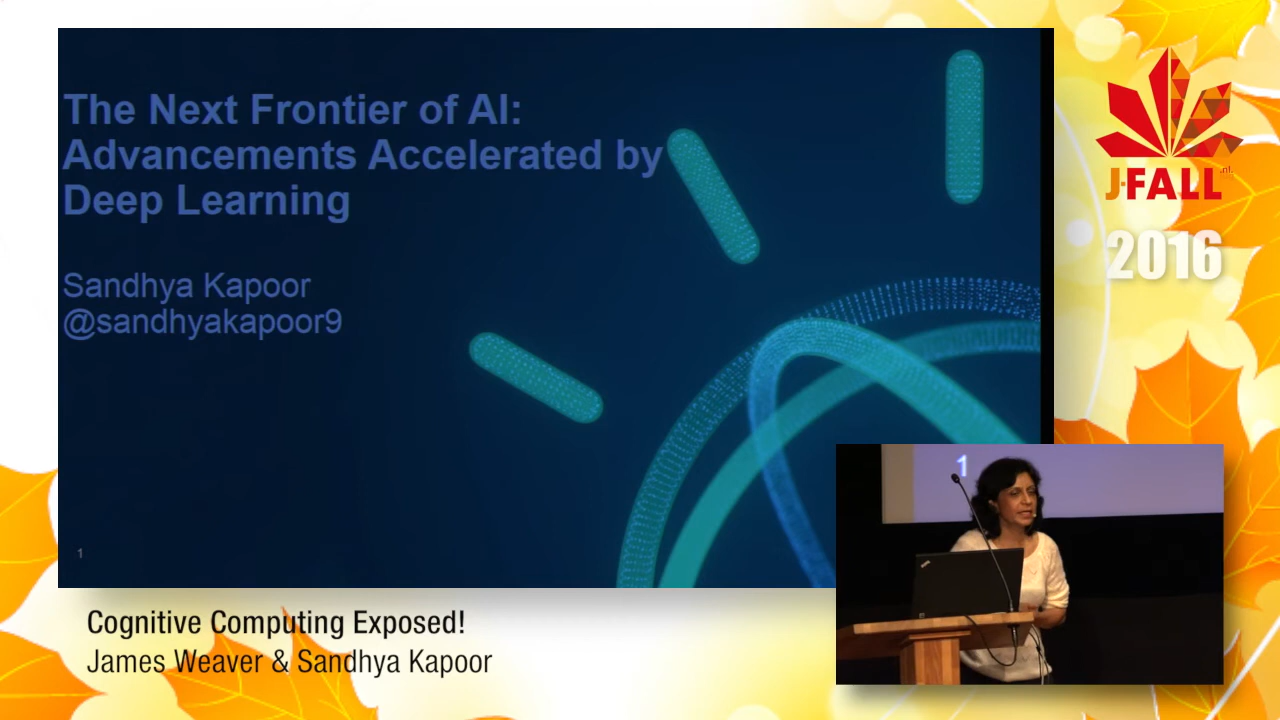 The Next Frontier of AI:
Advancements Accelerated by
Deep Learning
Sandhya Kapoor
@sandhyakapoor9
1
J-FALL
.nl
2016
1
Cognitive Computing Exposed!
James Weaver & Sandhya Kapoor